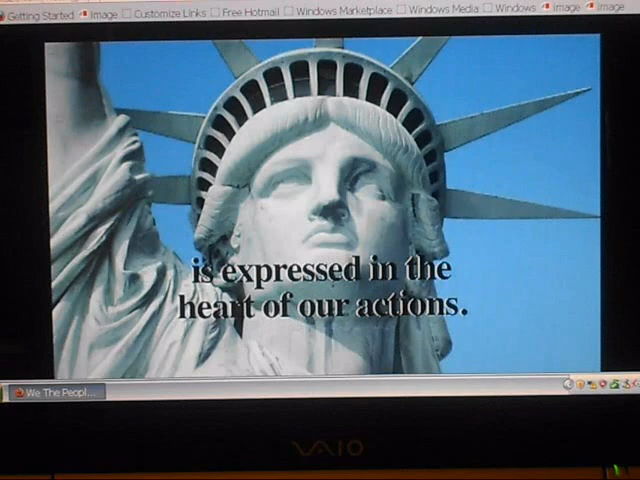 Getting Started Image Customize Links Free Hotmail Windows Marketplace Windows Media Windows Image Image
is expressed in the
heart of our actions.
We The Peopl...
VAIO